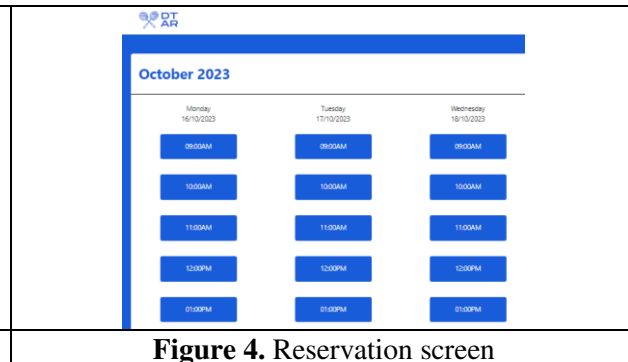 DT
AR
October 2023
Monday Tuesday Wednesday
16/10/2023 17/10/2023 18/10/2023
09:00AM 09:00AM 09:00AM
10:00AM 10:00AM 10:00AM
11:00AM 11:00AM 11:00AM
12:00PM 12:00PM 12:00PM
01:00PM 01:00PM 01:00PM
Figure 4. Reservation screen